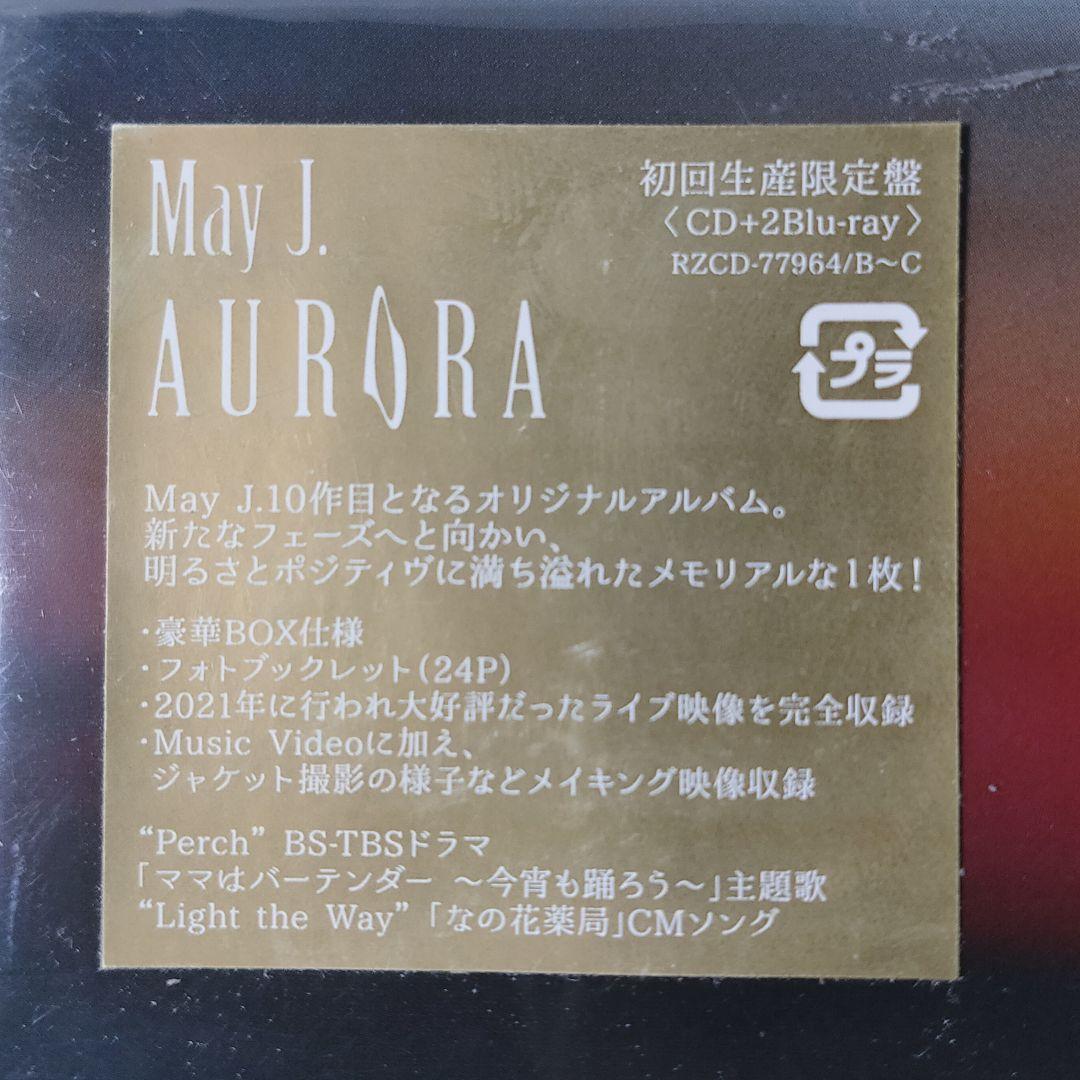 May J.
AURORA
初回生産限定盤
〈CD+2Blu-ray〉
RZCD-77964/B～C
プラ
May J.10作目となるオリジナルアルバム。
新たなフェーズへと向かい、
明るさとポジティヴに満ち溢れたメモリアルな1枚!
・豪華BOX仕様
・フォトブックレット(24P)
・2021年に行われ大好評だったライブ映像を完全収録
・Music Videoに加え、
ジャケット撮影の様子などメイキング映像収録
“Perch” BS-TBSドラマ
「ママはバーテンダー ～今宵も踊ろう～」主題歌
“Light the Way”「なの花薬局」CMソング